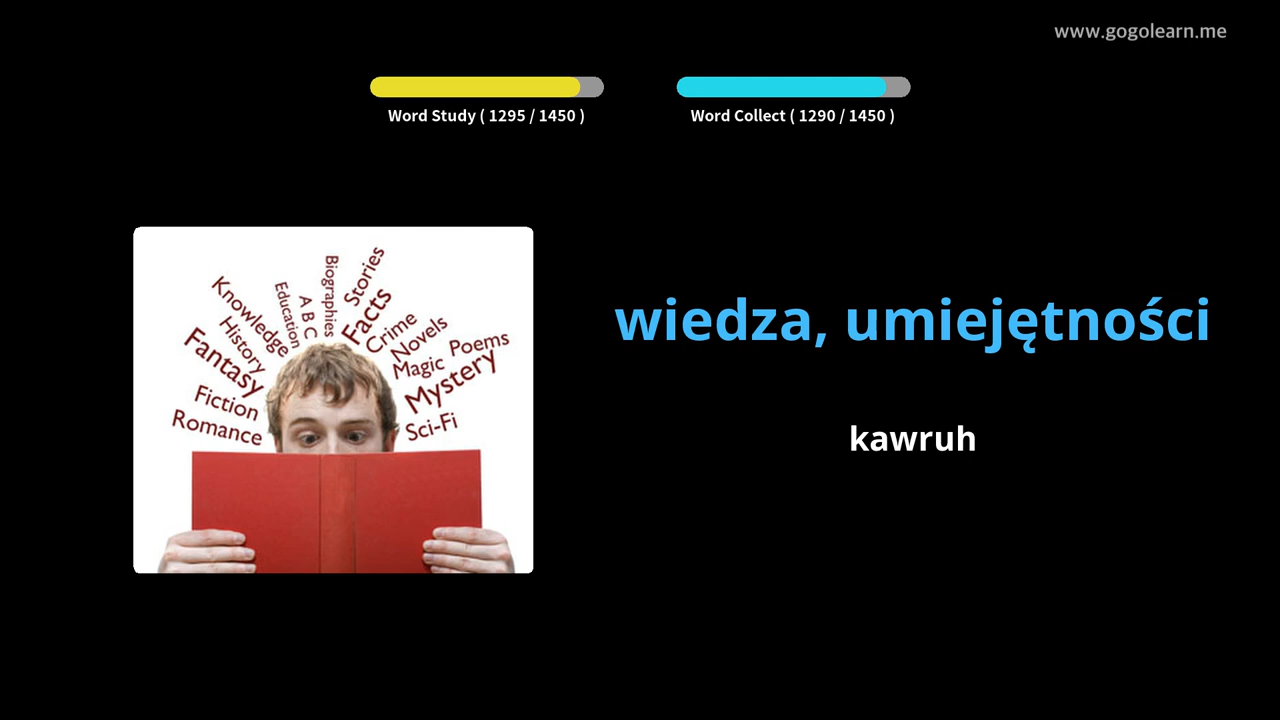 www.gogolearn.me
Word Study ( 1295 / 1450 )
Word Collect ( 1290 / 1450 )
Knowledge
History
Fantasy
Fiction
Romance
Education
A B C
Biographies
Stories
Facts
Crime
Novels
Magic
Poems
Mystery
Sci-Fi
wiedza, umiejętności
kawruh